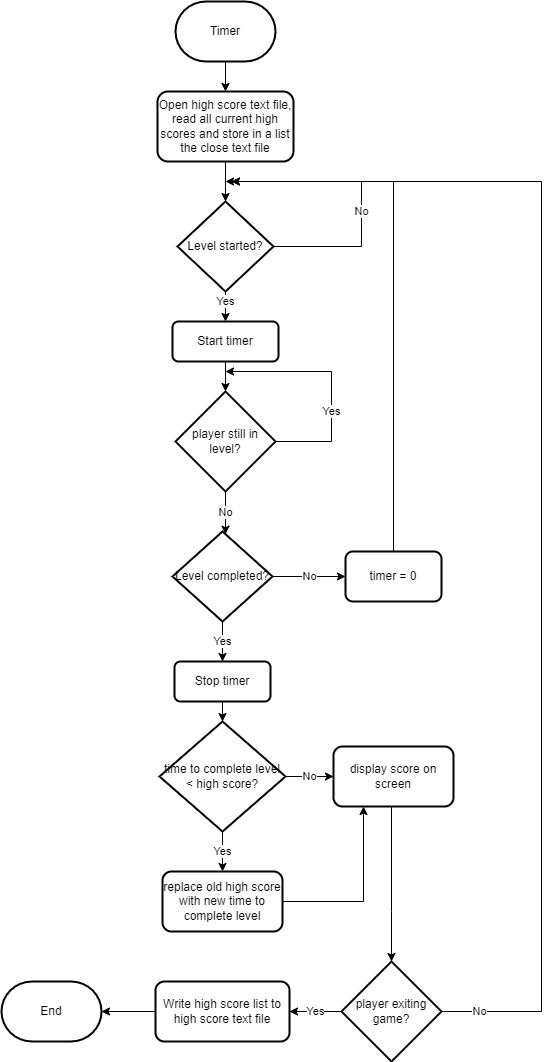 Timer
Open high score text file,
read all current high
scores and store in a list
the close text file
No
Level started?
Yes
Start timer
Yes
player still in
level?
No
Level completed?
No
timer = 0
Yes
Stop timer
time to complete level
< high score?
No
display score on
screen
Yes
replace old high score
with new time to
complete level
End
Write high score list to
high score text file
Yes
player exiting
game?
No